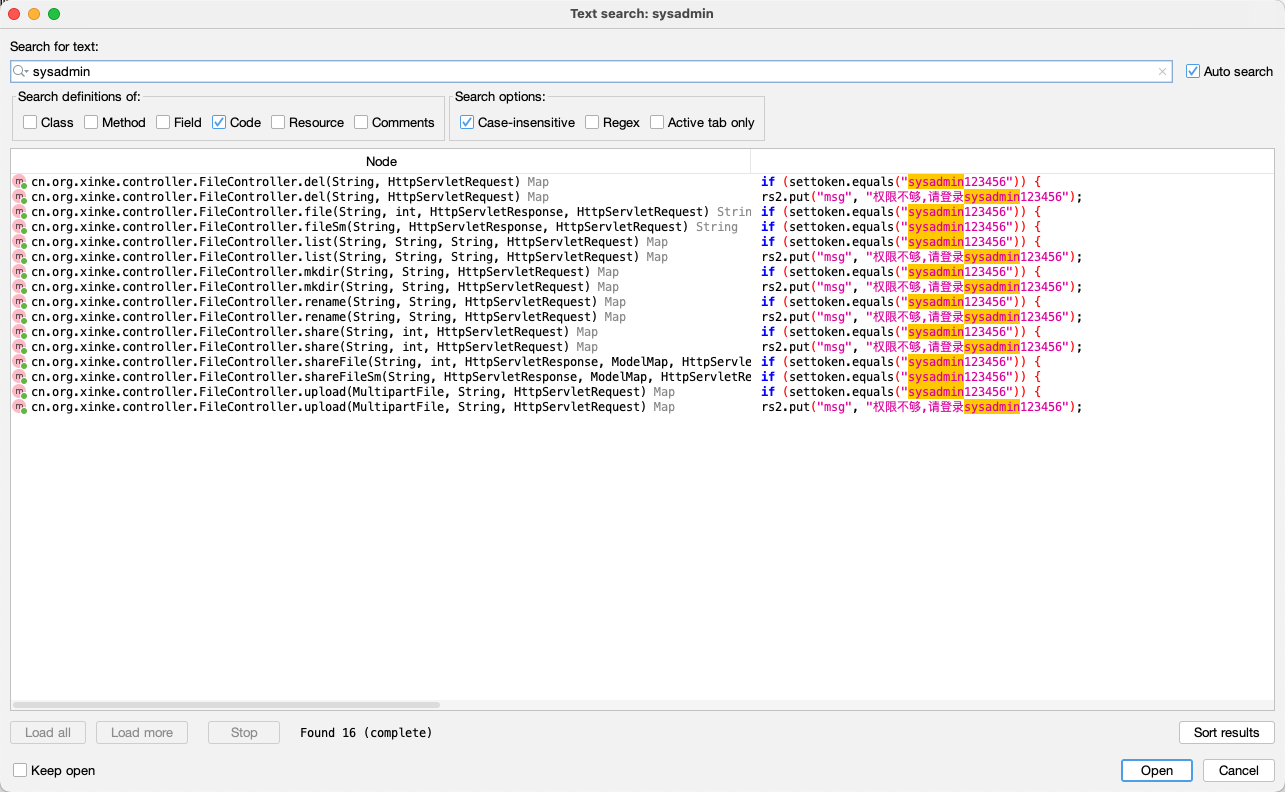 Text search: sysadmin
Search for text:
sysadmin
Auto search
Search definitions of:
Search options:
Class Method Field Code Resource Comments
Case-insensitive Regex Active tab only
Node
cn.org.xinke.controller.FileController.del(String, HttpServletRequest) Map if (settoken.equals("sysadmin123456")) {
cn.org.xinke.controller.FileController.del(String, HttpServletRequest) Map rs2.put("msg", "权限不够,请登录sysadmin123456");
cn.org.xinke.controller.FileController.file(String, int, HttpServletResponse, HttpServletRequest) Strin if (settoken.equals("sysadmin123456")) {
cn.org.xinke.controller.FileController.fileSm(String, HttpServletResponse, HttpServletRequest) String if (settoken.equals("sysadmin123456")) {
cn.org.xinke.controller.FileController.list(String, String, String, HttpServletRequest) Map if (settoken.equals("sysadmin123456")) {
cn.org.xinke.controller.FileController.list(String, String, String, HttpServletRequest) Map rs2.put("msg", "权限不够,请登录sysadmin123456");
cn.org.xinke.controller.FileController.mkdir(String, String, HttpServletRequest) Map if (settoken.equals("sysadmin123456")) {
cn.org.xinke.controller.FileController.mkdir(String, String, HttpServletRequest) Map rs2.put("msg", "权限不够,请登录sysadmin123456");
cn.org.xinke.controller.FileController.rename(String, String, HttpServletRequest) Map if (settoken.equals("sysadmin123456")) {
cn.org.xinke.controller.FileController.rename(String, String, HttpServletRequest) Map rs2.put("msg", "权限不够,请登录sysadmin123456");
cn.org.xinke.controller.FileController.share(String, int, HttpServletRequest) Map if (settoken.equals("sysadmin123456")) {
cn.org.xinke.controller.FileController.share(String, int, HttpServletRequest) Map rs2.put("msg", "权限不够,请登录sysadmin123456");
cn.org.xinke.controller.FileController.shareFile(String, int, HttpServletResponse, ModelMap, HttpServle if (settoken.equals("sysadmin123456")) {
cn.org.xinke.controller.FileController.shareFileSm(String, HttpServletResponse, ModelMap, HttpServletRe if (settoken.equals("sysadmin123456")) {
cn.org.xinke.controller.FileController.upload(MultipartFile, String, HttpServletRequest) Map if (settoken.equals("sysadmin123456")) {
cn.org.xinke.controller.FileController.upload(MultipartFile, String, HttpServletRequest) Map rs2.put("msg", "权限不够,请登录sysadmin123456");
Load all Load more Stop Found 16 (complete) Sort results
Keep open Open Cancel